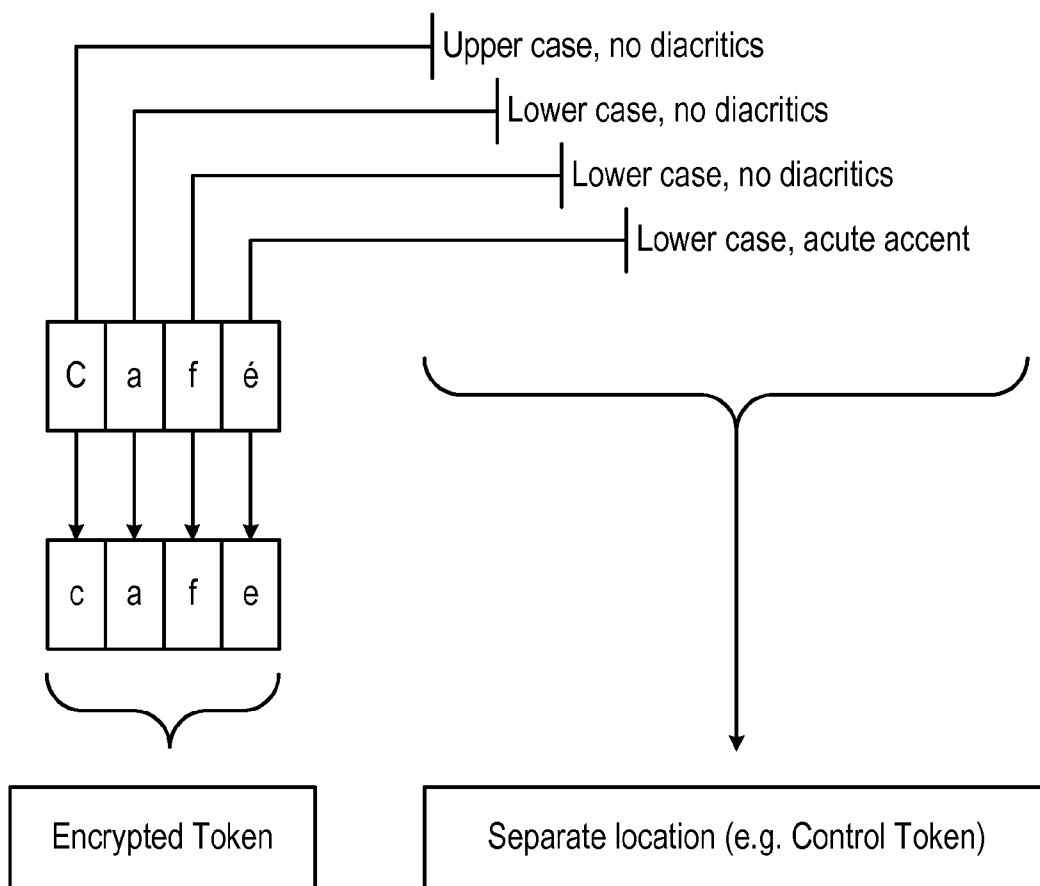 Upper case, no diacritics
Lower case, no diacritics
Lower case, no diacritics
Lower case, acute accent
C a f é
c a f e
Encrypted Token
Separate location (e.g. Control Token)